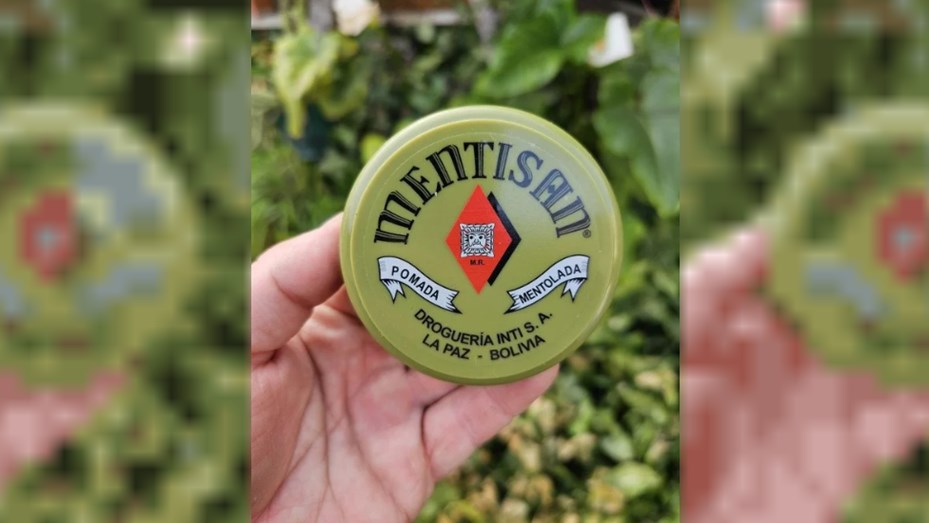 MENTISAN®
M.R.
POMADA
MENTOLADA
DROGUERÍA INTI S. A.
LA PAZ - BOLIVIA